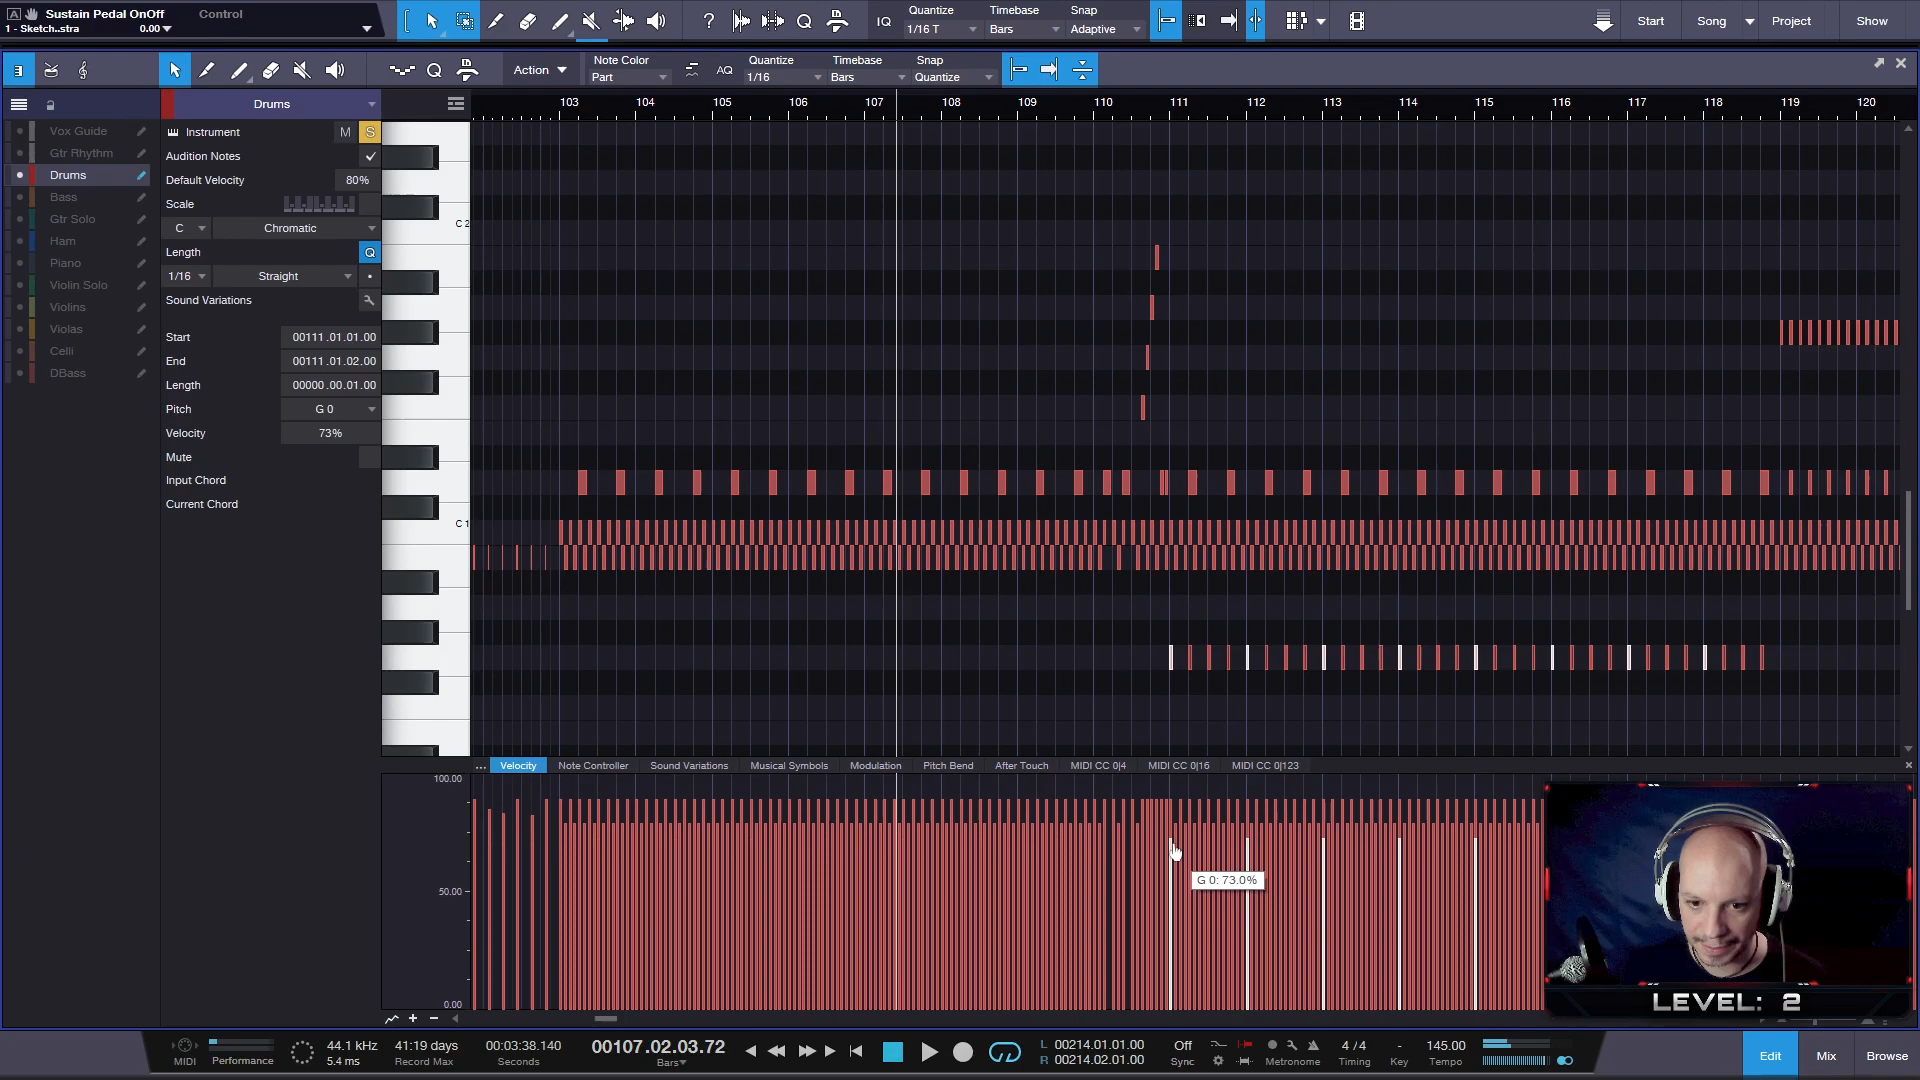 Sustain Pedal OnOff Control
1 - Sketch..stra 0.00
IQ
Quantize
1/16 T
Timebase
Bars
Snap
Adaptive
Start
Song
Project
Show
Action
Note Color
Part
AQ
Quantize
1/16
Timebase
Bars
Snap
Quantize
Vox Guide
Gtr Rhythm
Drums
Bass
Gtr Solo
Ham
Piano
Violin Solo
Violins
Violas
Celli
DBass
Drums
Instrument M S
Audition Notes
Default Velocity 80%
Scale
C Chromatic
Length Q
1/16 Straight
Sound Variations
Start 00111.01.01.00
End 00111.01.02.00
Length 00000.00.01.00
Pitch G 0
Velocity 73%
Mute
Input Chord
Current Chord
103 104 105 106 107 108 109 110 111 112 113 114 115 116 117 118 119 120
C 2
C 1
... Velocity Note Controller Sound Variations Musical Symbols Modulation Pitch Bend After Touch MIDI CC 0|4 MIDI CC 0|16 MIDI CC 0|123
100.00
50.00
0.00
G 0: 73.0%
LEVEL: 2
MIDI
Performance
44.1 kHz
5.4 ms
41:19 days
Record Max
00:03:38.140
Seconds
00107.02.03.72
Bars
L 00214.01.01.00
R 00214.02.01.00
Off
Sync
Metronome
4 / 4
Timing
-
Key
145.00
Tempo
Edit
Mix
Browse